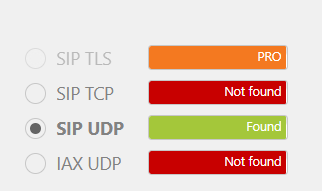 SIP TLS PRO
SIP TCP Not found
SIP UDP Found
IAX UDP Not found